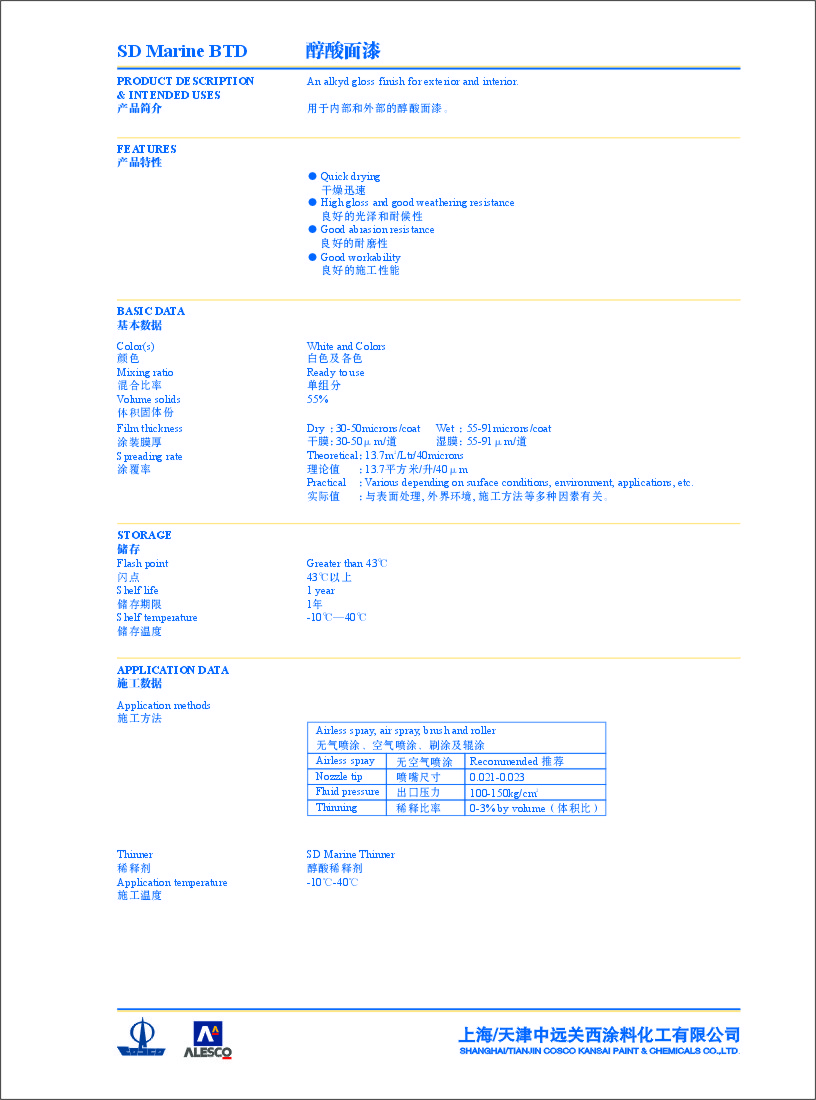 SD Marine BTD 醇酸面漆
PRODUCT DESCRIPTION An alkyd gloss finish for exterior and interior.
& INTENDED USES
产品简介 用于内部和外部的醇酸面漆。
FEATURES
产品特性
● Quick drying
干燥迅速
● High gloss and good weathering resistance
良好的光泽和耐候性
● Good abrasion resistance
良好的耐磨性
● Good workability
良好的施工性能
BASIC DATA
基本数据
Color(s) White and Colors
颜色 白色及各色
Mixing ratio Ready to use
混合比率 单组分
Volume solids 55%
体积固体份
Film thickness Dry : 30-50microns/coat Wet : 55-91microns/coat
涂装膜厚 干膜: 30-50μm/道 湿膜: 55-91μm/道
Spreading rate Theoretical: 13.7m²/Ltr/40microns
涂覆率 理论值 : 13.7平方米/升/40μm
Practical : Various depending on surface conditions, environment, applications, etc.
实际值 : 与表面处理, 外界环境, 施工方法等多种因素有关。
STORAGE
储存
Flash point Greater than 43℃
闪点 43℃以上
Shelf life 1 year
储存期限 1年
Shelf temperature -10℃—40℃
储存温度
APPLICATION DATA
施工数据
Application methods
施工方法
Airless spray, air spray, brush and roller
无气喷涂、空气喷涂、刷涂及辊涂
Airless spray 无空气喷涂 Recommended 推荐
Nozzle tip 喷嘴尺寸 0.021-0.023
Fluid pressure 出口压力 100-150kg/cm²
Thinning 稀释比率 0-3% by volume（体积比）
Thinner SD Marine Thinner
稀释剂 醇酸稀释剂
Application temperature -10℃-40℃
施工温度
COSCO ALESCO
上海/天津中远关西涂料化工有限公司
SHANGHAI/TIANJIN COSCO KANSAI PAINT & CHEMICALS CO.,LTD.